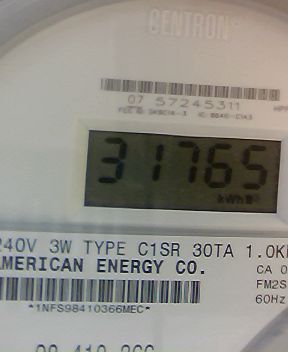 CENTRON
07 57245311
31765
kWh
240V 3W TYPE C1SR 30TA 1.0K
AMERICAN ENERGY CO.
CA 0
FM2S
60Hz
*1NFS98410366MEC*